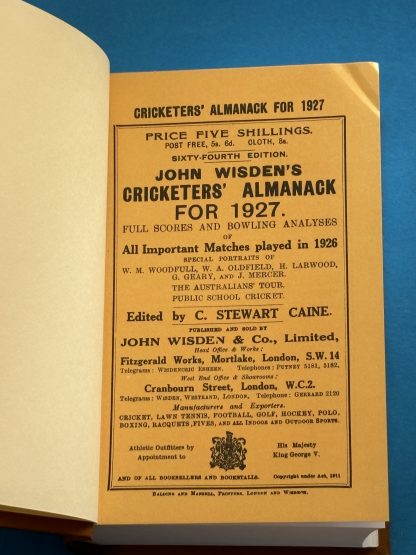 CRICKETERS' ALMANACK FOR 1927
PRICE FIVE SHILLINGS.
POST FREE, 5s. 6d. CLOTH, 8s.
SIXTY-FOURTH EDITION.
JOHN WISDEN'S
CRICKETERS' ALMANACK
FOR 1927.
FULL SCORES AND BOWLING ANALYSES
OF
All Important Matches played in 1926
SPECIAL PORTRAITS OF
W. M. WOODFULL, W. A. OLDFIELD, H. LARWOOD,
G. GEARY, AND J. MERCER.
THE AUSTRALIANS' TOUR.
PUBLIC SCHOOL CRICKET.
Edited by C. STEWART CAINE.
PUBLISHED AND SOLD BY
JOHN WISDEN & Co., Limited,
Head Office & Works:
Fitzgerald Works, Mortlake, London, S.W. 14
Telegrams: Telephones: PUTNEY 5181, 5182.
West End Office & Showrooms:
Cranbourn Street, London, W.C.2.
Telegrams: WISDEN, WESTRAND, LONDON, Telephone: GERRARD 2120
Manufacturers and Exporters.
CRICKET, LAWN TENNIS, FOOTBALL, GOLF, HOCKEY, POLO,
BOXING, RACQUETS, FIVES, AND ALL INDOOR AND OUTDOOR SPORTS.
Athletic Outfitters by His Majesty
Appointment to King George V.
AND OF ALL BOOKSELLERS AND BOOKSTALLS. Copyright under Act, 1911
BALDING AND MANSELL, PRINTERS, LONDON AND WISBECH.